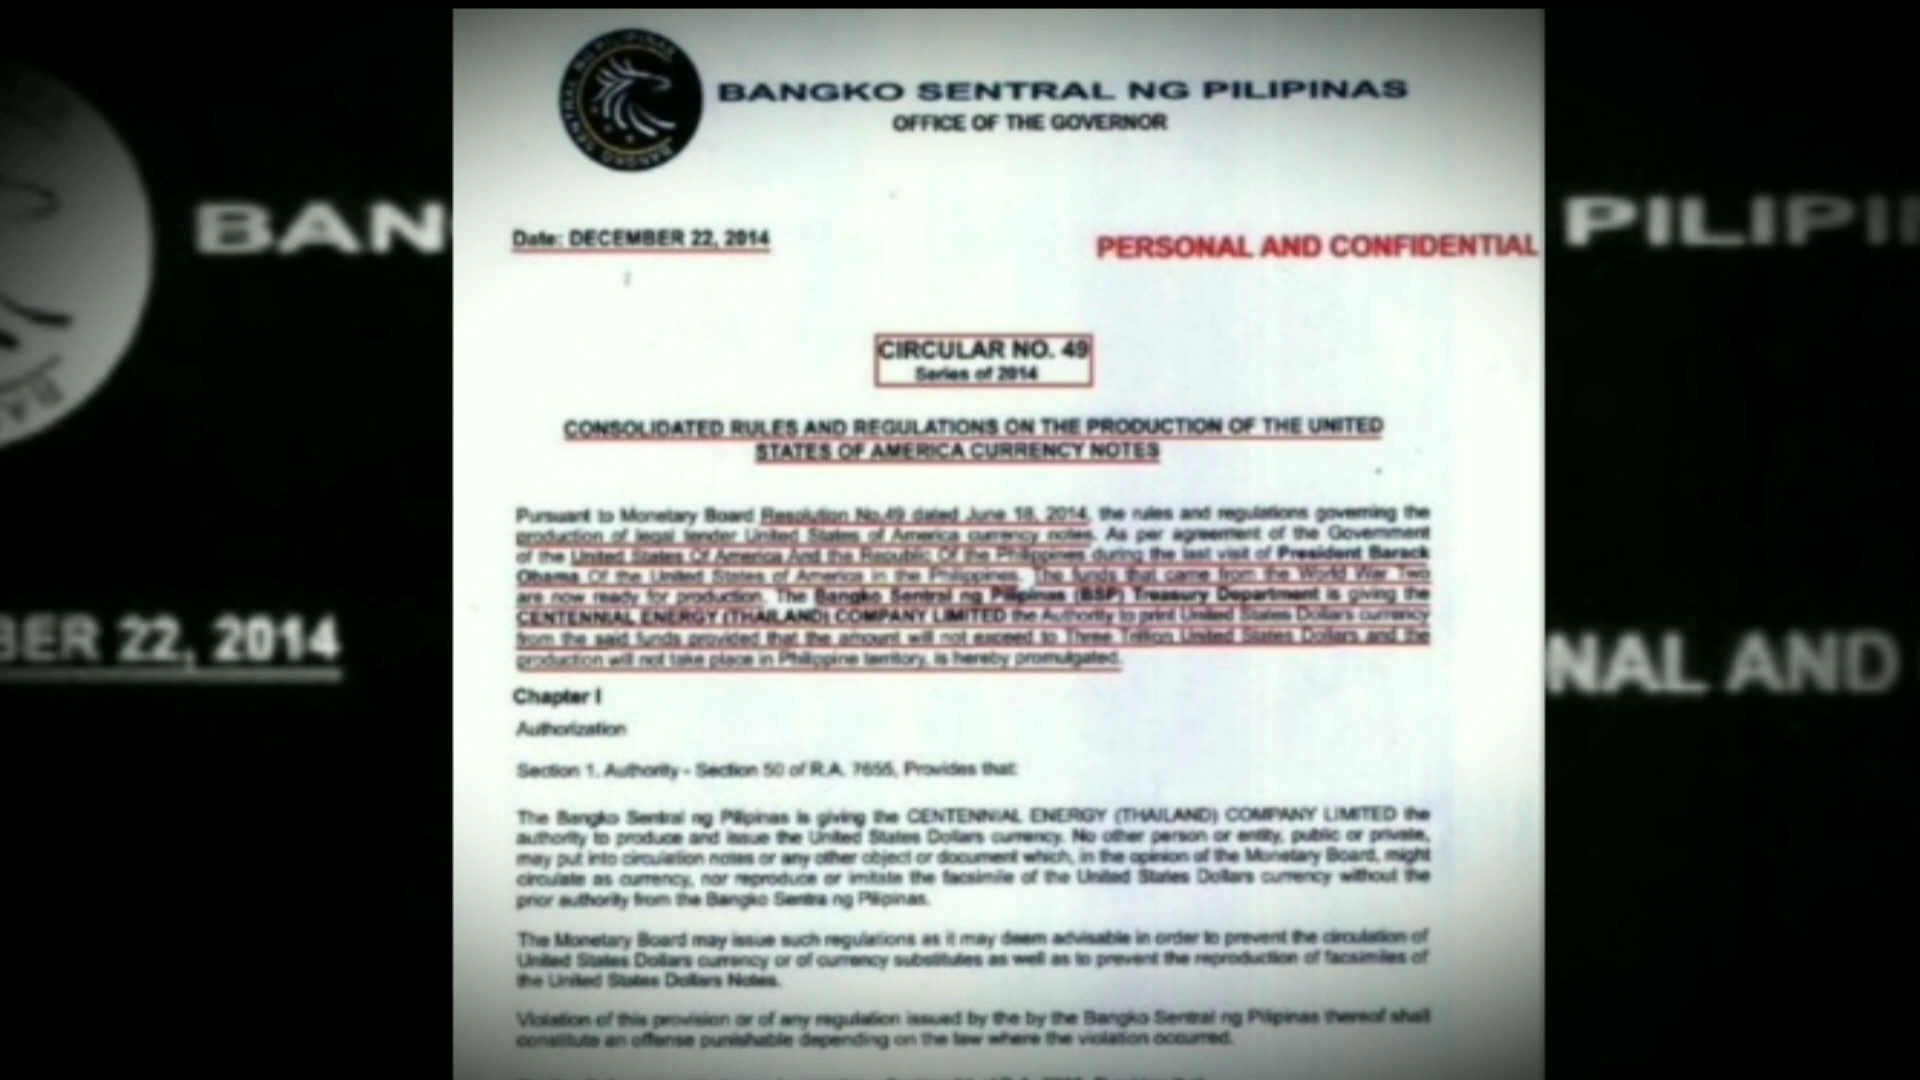 BANGKO SENTRAL NG PILIPINAS
OFFICE OF THE GOVERNOR
BANGKO SENTRAL NG PILIPINAS
Date: DECEMBER 22, 2014
PERSONAL AND CONFIDENTIAL
CIRCULAR NO. 49
Series of 2014
CONSOLIDATED RULES AND REGULATIONS ON THE PRODUCTION OF THE UNITED
STATES OF AMERICA CURRENCY NOTES
Pursuant to Monetary Board Resolution No.49 dated June 18, 2014, the rules and regulations governing the
production of legal tender United States of America currency notes. As per agreement of the Government
of the United States Of America And the Republic Of the Philippines during the last visit of President Barack
Obama Of the United States of America in the Philippines. The funds that came from the World War Two
are now ready for production. The Bangko Sentral ng Pilipinas (BSP) Treasury Department is giving the
CENTENNIAL ENERGY (THAILAND) COMPANY LIMITED the Authority to print United States Dollars currency
from the said funds provided that the amount will not exceed to Three Trillion United States Dollars and the
production will not take place in Philippine territory, is hereby promulgated.
Chapter I
Authorization
Section 1. Authority - Section 50 of R.A. 7655, Provides that:
The Bangko Sentral ng Pilipinas is giving the CENTENNIAL ENERGY (THAILAND) COMPANY LIMITED the
authority to produce and issue the United States Dollars currency. No other person or entity, public or private,
may put into circulation notes or any other object or document which, in the opinion of the Monetary Board, might
circulate as currency, nor reproduce or imitate the facsimile of the United States Dollars currency without the
prior authority from the Bangko Sentra ng Pilipinas.
The Monetary Board may issue such regulations as it may deem advisable in order to prevent the circulation of
United States Dollars currency or of currency substitutes as well as to prevent the reproduction of facsimiles of
the United States Dollars Notes.
Violation of this provision or of any regulation issued by the by the Bangko Sentral ng Pilipinas thereof shall
constitute an offense punishable depending on the law where the violation occurred.
BAN
PILIPI
BER 22, 2014
NAL AND